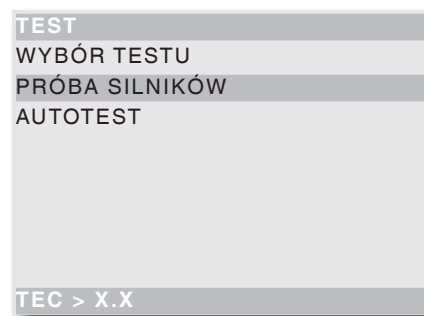 TEST
WYBÓR TESTU
PRÓBA SILNIKÓW
AUTOTEST
TEC > X.X